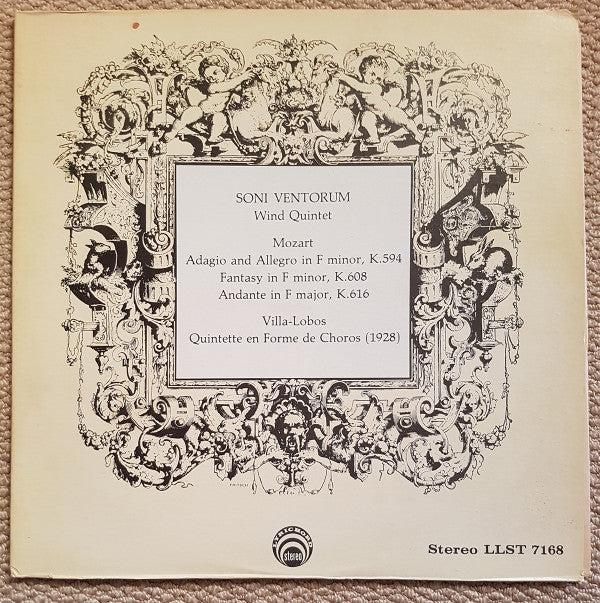 SONI VENTORUM
Wind Quintet
Mozart
Adagio and Allegro in F minor, K.594
Fantasy in F minor, K.608
Andante in F major, K.616
Villa-Lobos
Quintette en Forme de Choros (1928)
LYRICHORD
stereo
Stereo LLST 7168